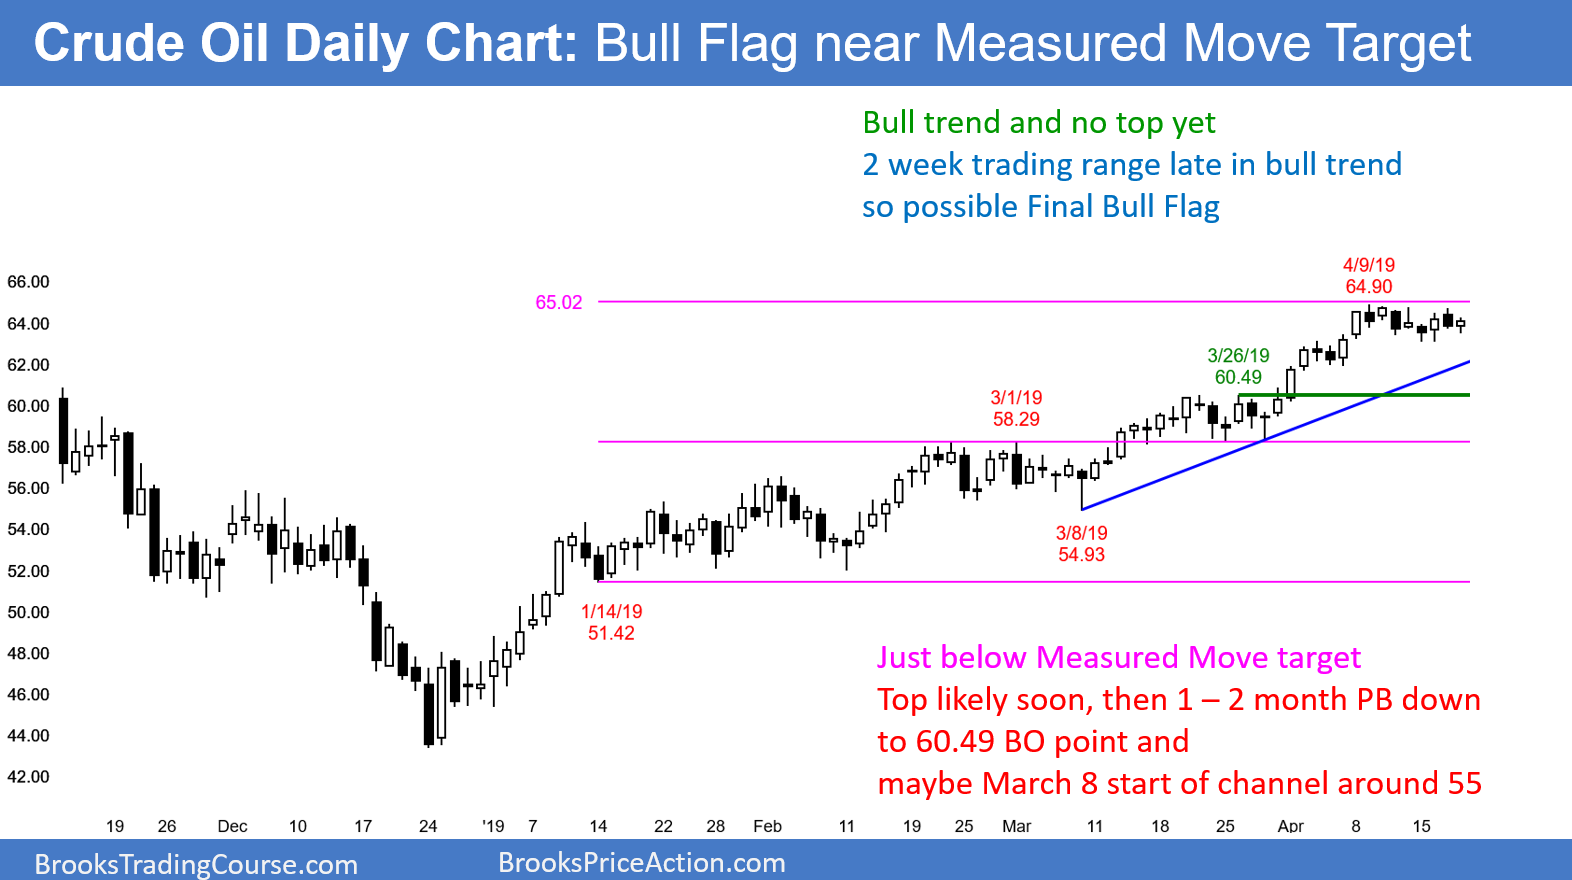 Crude Oil Daily Chart: Bull Flag near Measured Move Target
Bull trend and no top yet
2 week trading range late in bull trend
so possible Final Bull Flag
4/9/19
64.90
65.02
3/26/19
60.49
3/1/19
58.29
3/8/19
54.93
1/14/19
51.42
66.00
64.00
62.00
60.00
58.00
56.00
54.00
52.00
50.00
48.00
46.00
44.00
42.00
Just below Measured Move target
Top likely soon, then 1 – 2 month PB down
to 60.49 BO point and
maybe March 8 start of channel around 55
19 26 Dec 10 17 24 '19 7 14 22 28 Feb 11 19 25 Mar 11 18 25 Apr 8 15
BrooksTradingCourse.com
BrooksPriceAction.com